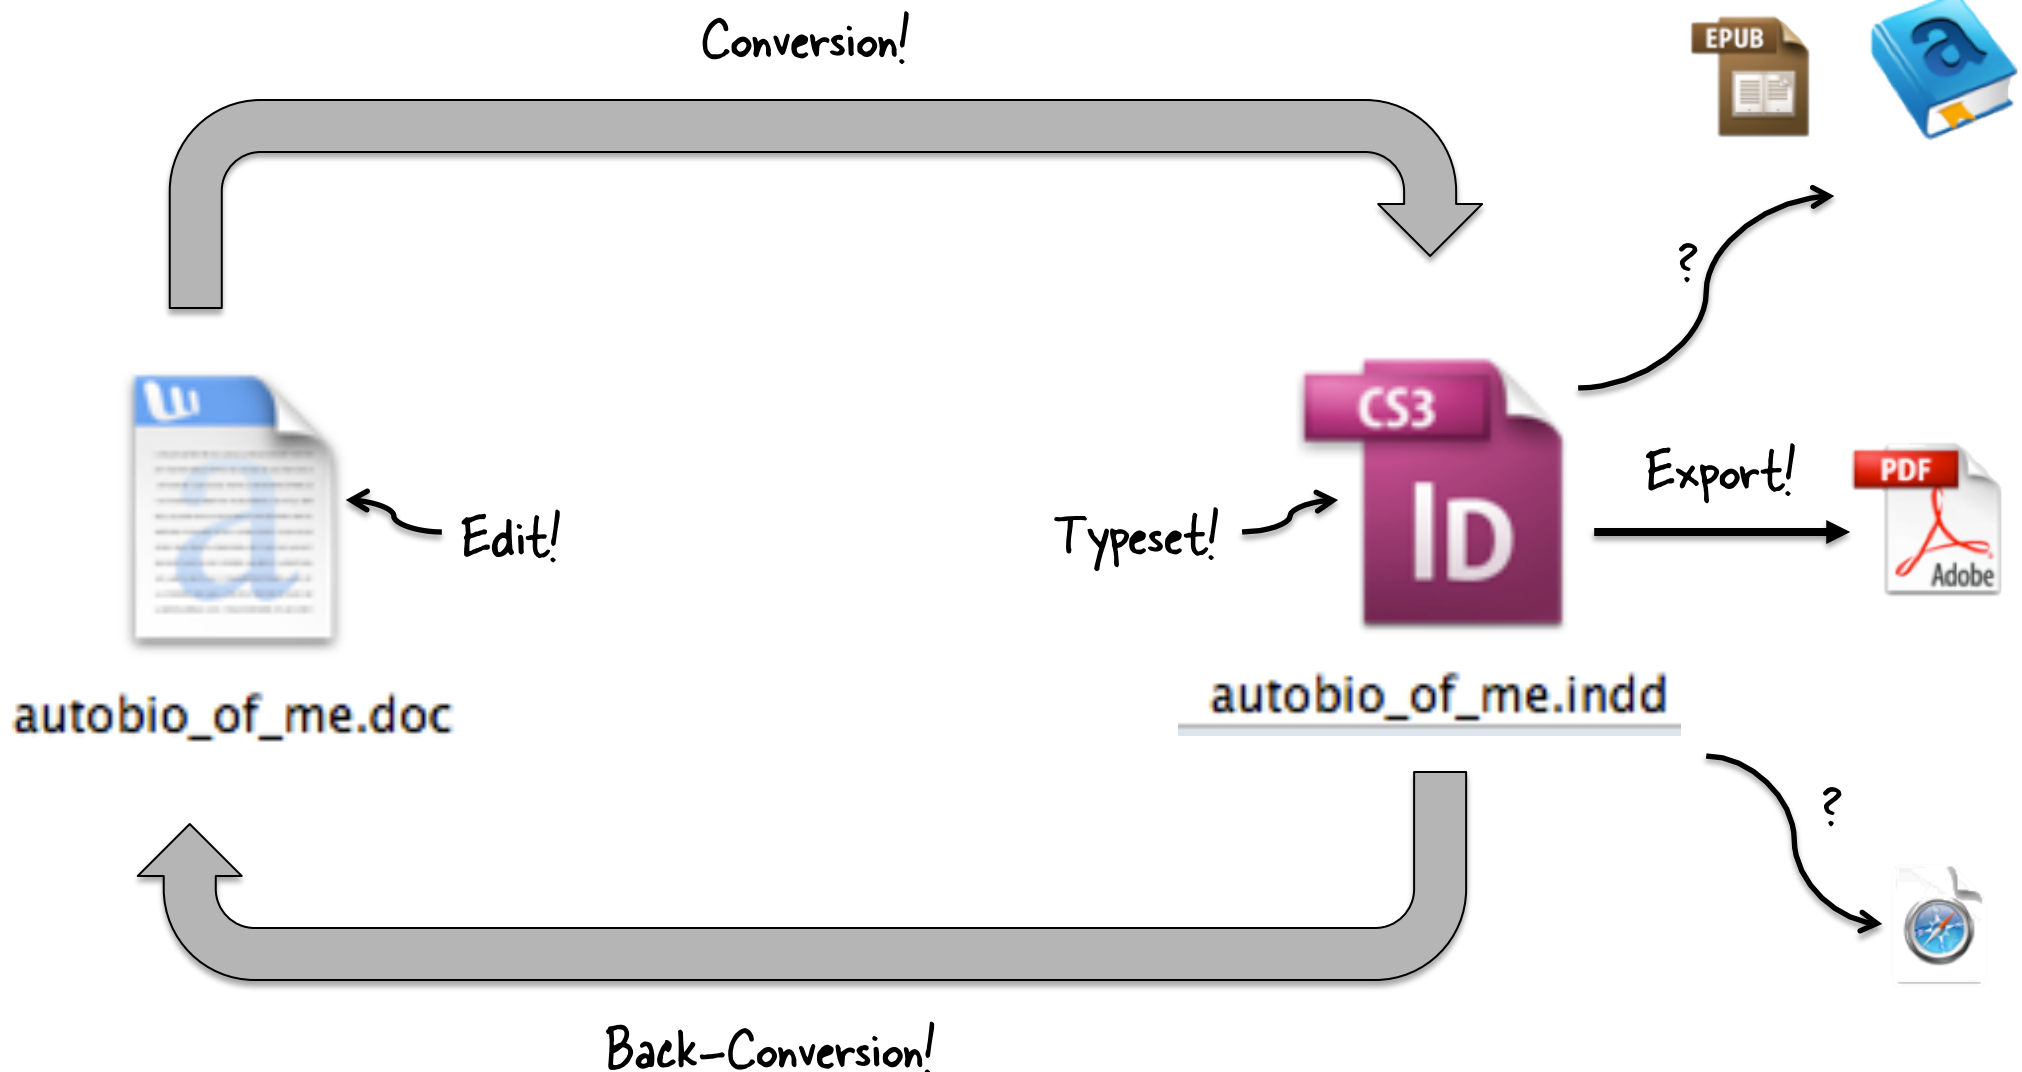 Conversion!
EPUB
a
?
W
a
CS3
ID
Edit!
Typeset!
Export!
PDF
Adobe
autobio_of_me.doc
autobio_of_me.indd
?
Back-Conversion!